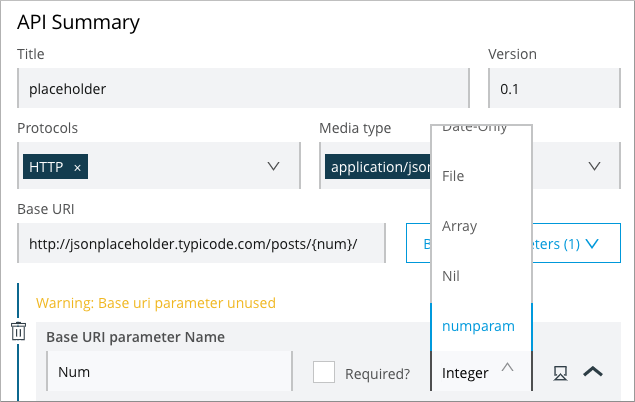 API Summary
Title
Version
placeholder
0.1
Protocols
Media type
HTTP ×
application/json
Date-Only
File
Array
Nil
numparam
Base URI
http://jsonplaceholder.typicode.com/posts/{num}/
(1)
Warning: Base uri parameter unused
Base URI parameter Name
Num
Required?
Integer